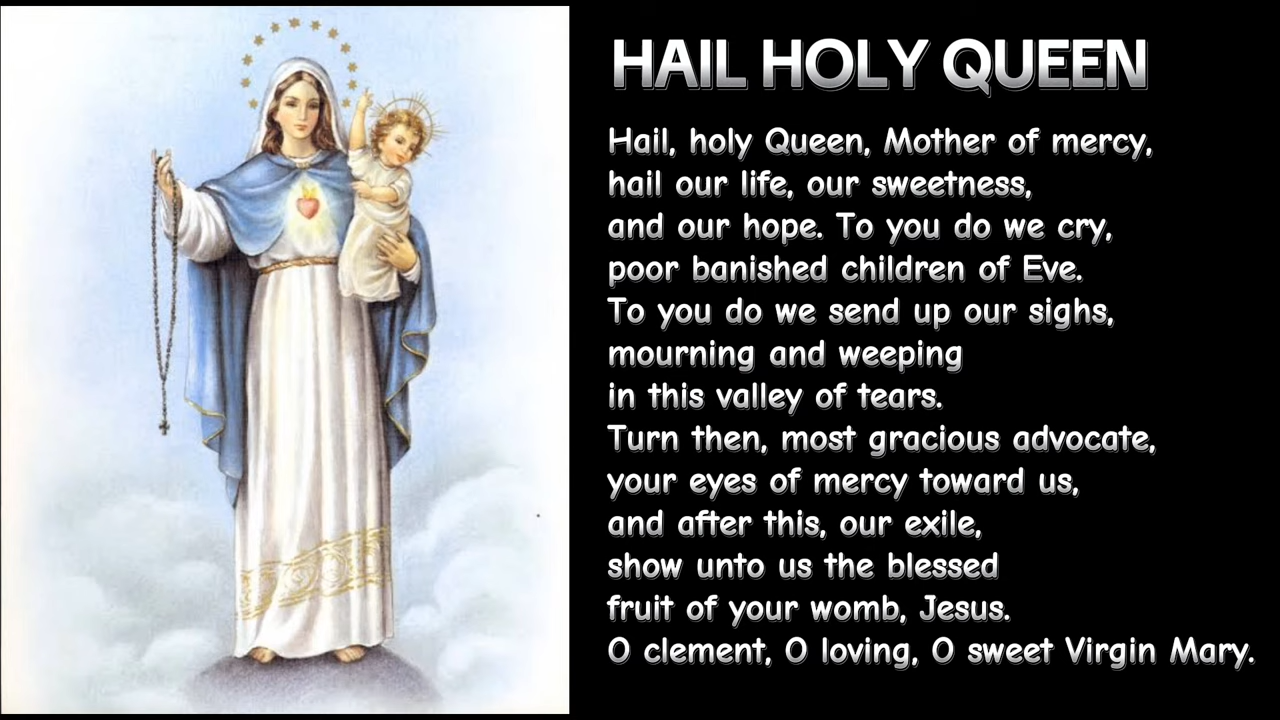 HAIL HOLY QUEEN
Hail, holy Queen, Mother of mercy,
hail our life, our sweetness,
and our hope. To you do we cry,
poor banished children of Eve.
To you do we send up our sighs,
mourning and weeping
in this valley of tears.
Turn then, most gracious advocate,
your eyes of mercy toward us,
and after this, our exile,
show unto us the blessed
fruit of your womb, Jesus.
O clement, O loving, O sweet Virgin Mary.